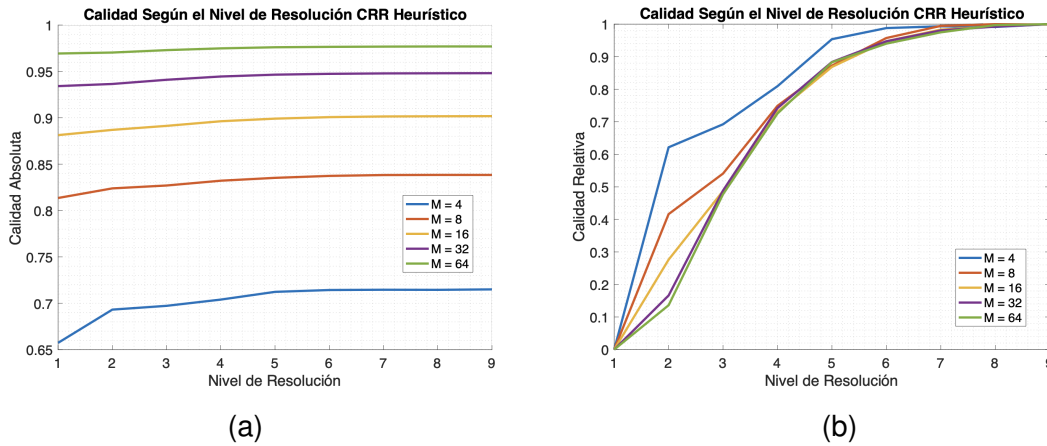 Calidad Según el Nivel de Resolución CRR Heurístico
1
0.95
0.9
0.85
0.8
0.75
0.7
0.65
Calidad Absoluta
M = 4
M = 8
M = 16
M = 32
M = 64
1 2 3 4 5 6 7 8 9
Nivel de Resolución
(a)
Calidad Según el Nivel de Resolución CRR Heurístico
1
0.9
0.8
0.7
0.6
0.5
0.4
0.3
0.2
0.1
0
Calidad Relativa
M = 4
M = 8
M = 16
M = 32
M = 64
1 2 3 4 5 6 7 8 9
Nivel de Resolución
(b)